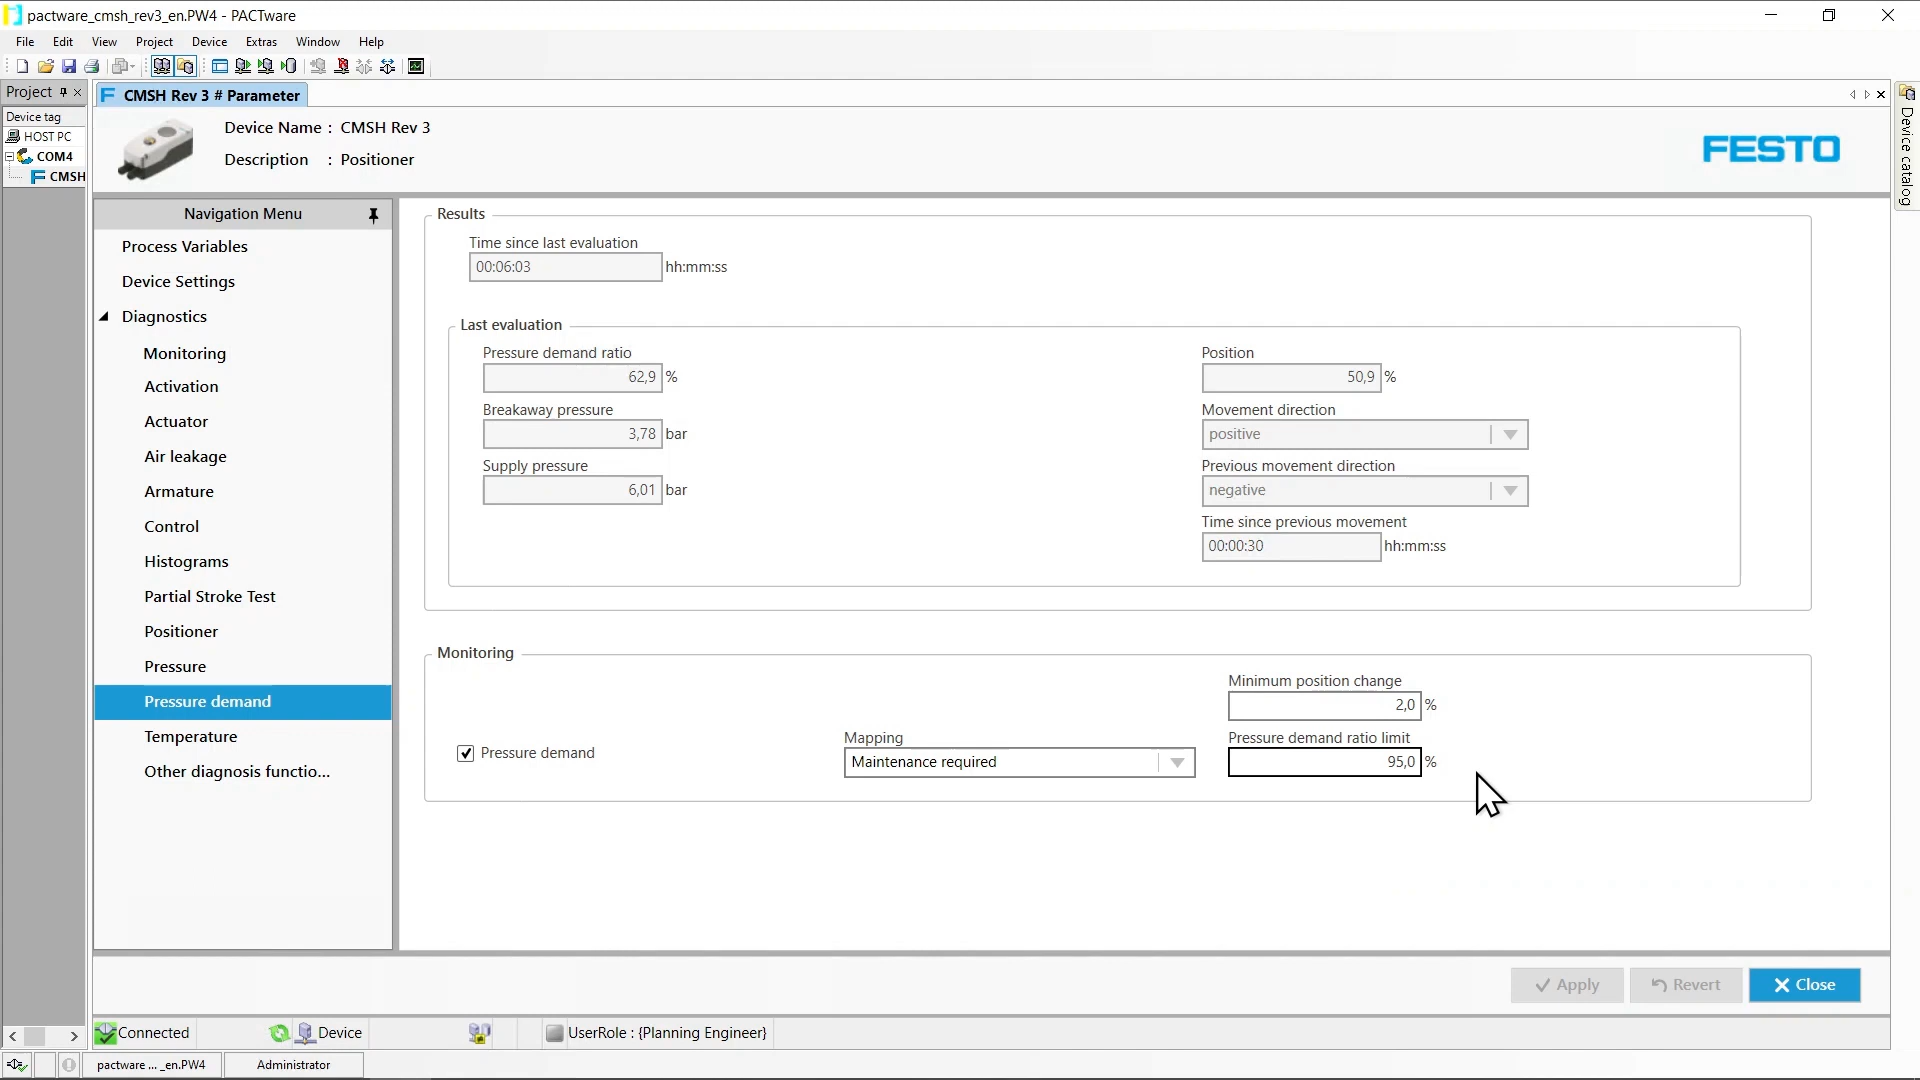 pactware_cmsh_rev3_en.PW4 - PACTware
File Edit View Project Device Extras Window Help
Project
CMSH Rev 3 # Parameter
Device tag
HOST PC
COM4
CMSH
Device Name : CMSH Rev 3
Description : Positioner
FESTO
Device catalog
Navigation Menu
Process Variables
Device Settings
Diagnostics
Monitoring
Activation
Actuator
Air leakage
Armature
Control
Histograms
Partial Stroke Test
Positioner
Pressure
Pressure demand
Temperature
Other diagnosis functio...
Results
Time since last evaluation
00:06:03 hh:mm:ss
Last evaluation
Pressure demand ratio
62,9 %
Breakaway pressure
3,78 bar
Supply pressure
6,01 bar
Position
50,9 %
Movement direction
positive
Previous movement direction
negative
Time since previous movement
00:00:30 hh:mm:ss
Monitoring
Minimum position change
2,0 %
Pressure demand
Mapping
Maintenance required
Pressure demand ratio limit
95,0 %
Apply Revert Close
Connected Device UserRole : {Planning Engineer}
pactware ... _en.PW4 Administrator